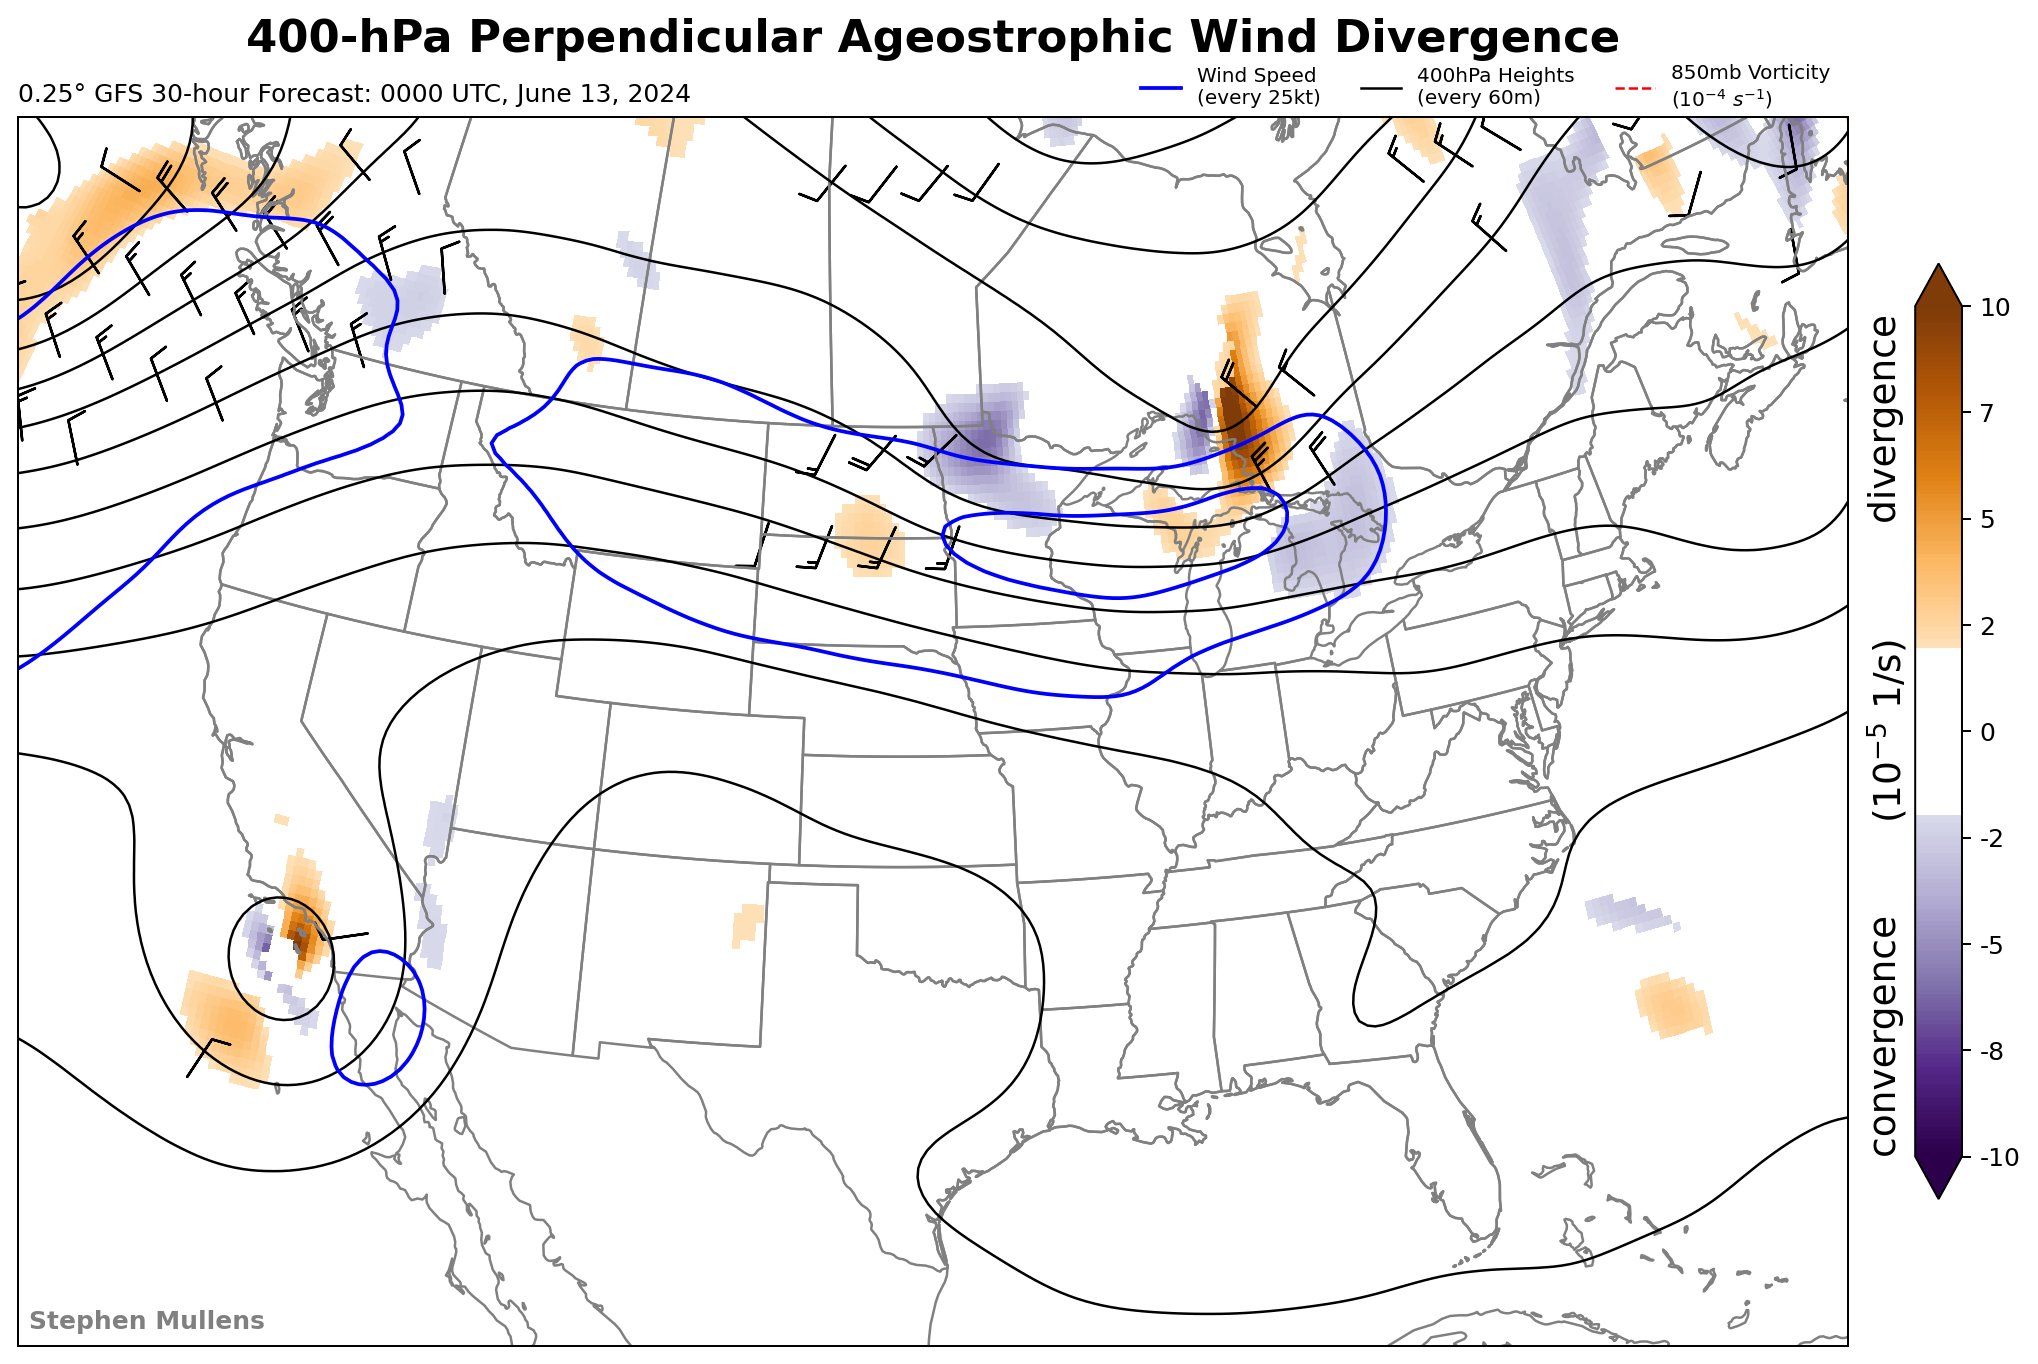 400-hPa Perpendicular Ageostrophic Wind Divergence
0.25° GFS 30-hour Forecast: 0000 UTC, June 13, 2024
Wind Speed
(every 25kt)
400hPa Heights
(every 60m)
850mb Vorticity
(10⁻⁴ s⁻¹)
10
7
5
2
0
-2
-5
-8
-10
convergence (10⁻⁵ 1/s) divergence
Stephen Mullens